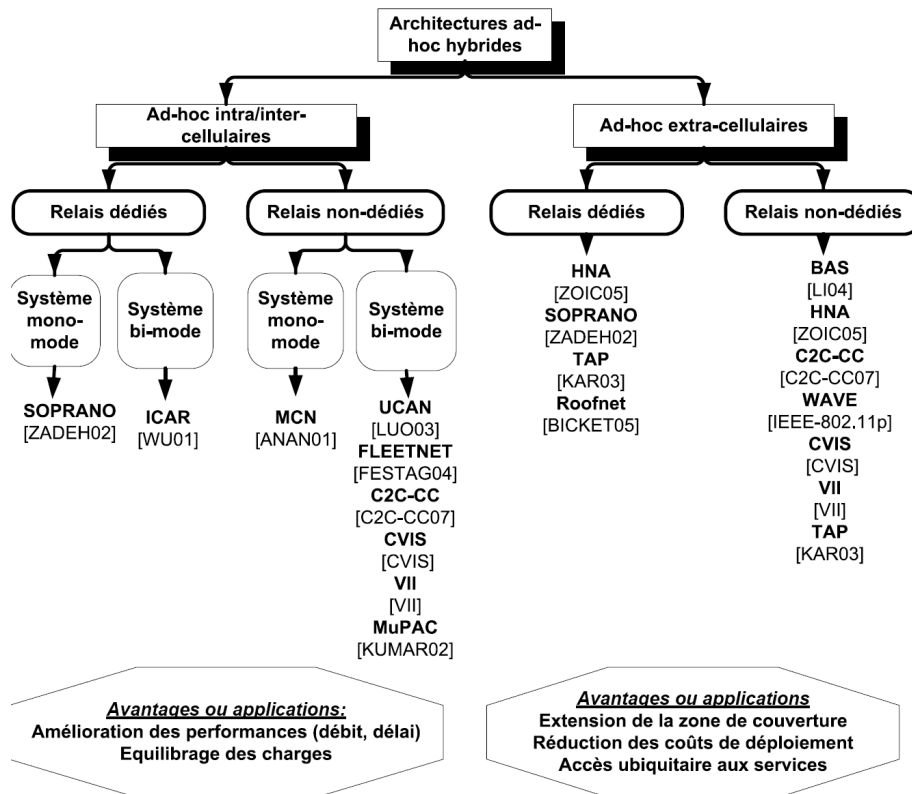 Architectures ad-
hoc hybrides
Ad-hoc intra/inter-
cellulaires
Ad-hoc extra-cellulaires
Relais dédiés
Relais non-dédiés
Relais dédiés
Relais non-dédiés
Système
mono-
mode
Système
bi-mode
Système
mono-
mode
Système
bi-mode
SOPRANO
[ZADEH02]
ICAR
[WU01]
MCN
[ANAN01]
UCAN
[LUO03]
FLEETNET
[FESTAG04]
C2C-CC
[C2C-CC07]
CVIS
[CVIS]
VII
[VII]
MuPAC
[KUMAR02]
HNA
[ZOIC05]
SOPRANO
[ZADEH02]
TAP
[KAR03]
Roofnet
[BICKET05]
BAS
[LI04]
HNA
[ZOIC05]
C2C-CC
[C2C-CC07]
WAVE
[IEEE-802.11p]
CVIS
[CVIS]
VII
[VII]
TAP
[KAR03]
Avantages ou applications:
Amélioration des performances (débit, délai)
Equilibrage des charges
Avantages ou applications
Extension de la zone de couverture
Réduction des coûts de déploiement
Accès ubiquitaire aux services